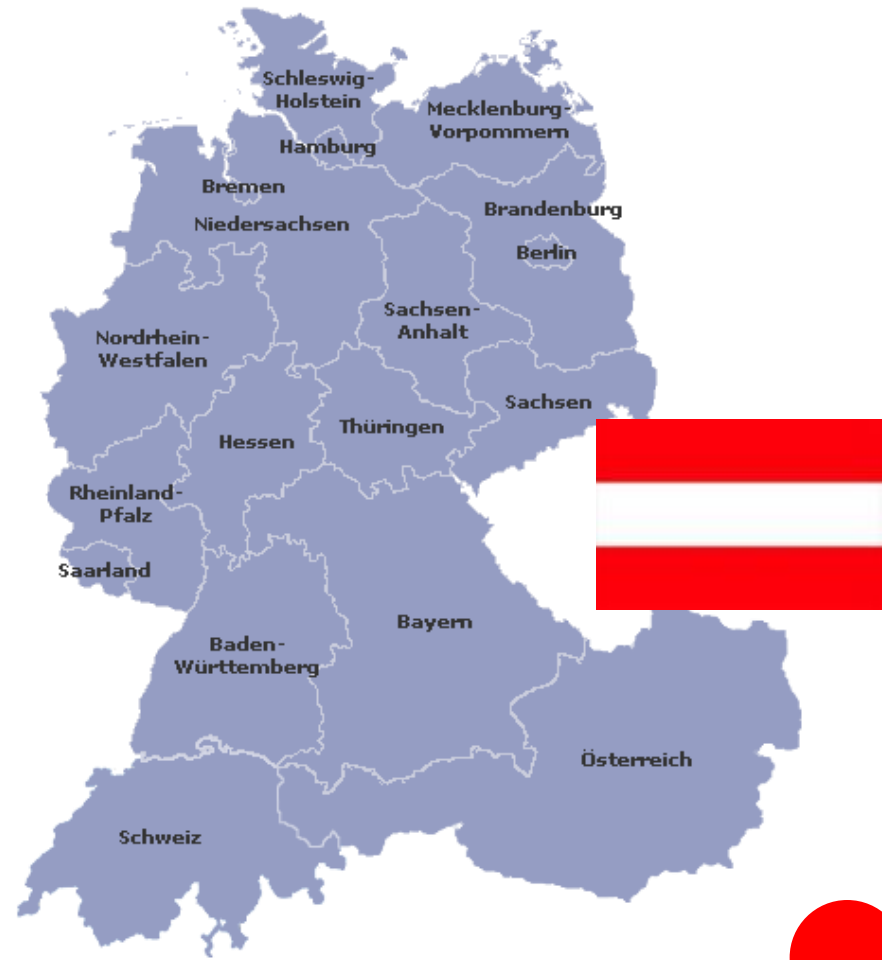 Schleswig-
Holstein
Mecklenburg-
Vorpommern
Hamburg
Bremen
Niedersachsen
Brandenburg
Berlin
Sachsen-
Anhalt
Nordrhein-
Westfalen
Sachsen
Thüringen
Hessen
Rheinland-
Pfalz
Saarland
Bayern
Baden-
Württemberg
Österreich
Schweiz